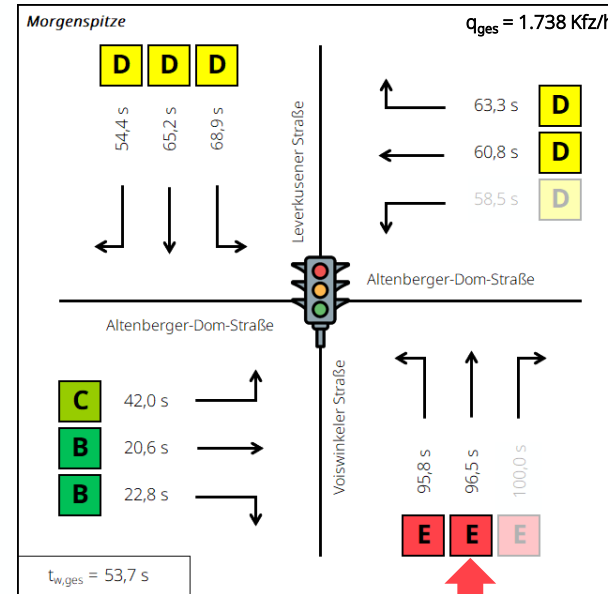 Morgenspitze
qges = 1.738 Kfz/h
D D D
54,4 s
65,2 s
68,9 s
63,3 s D
60,8 s D
58,5 s D
Leverkusener Straße
Altenberger-Dom-Straße
Altenberger-Dom-Straße
C 42,0 s
B 20,6 s
B 22,8 s
Voiswinkeler Straße
95,8 s
96,5 s
100,0 s
E E E
tw,ges = 53,7 s